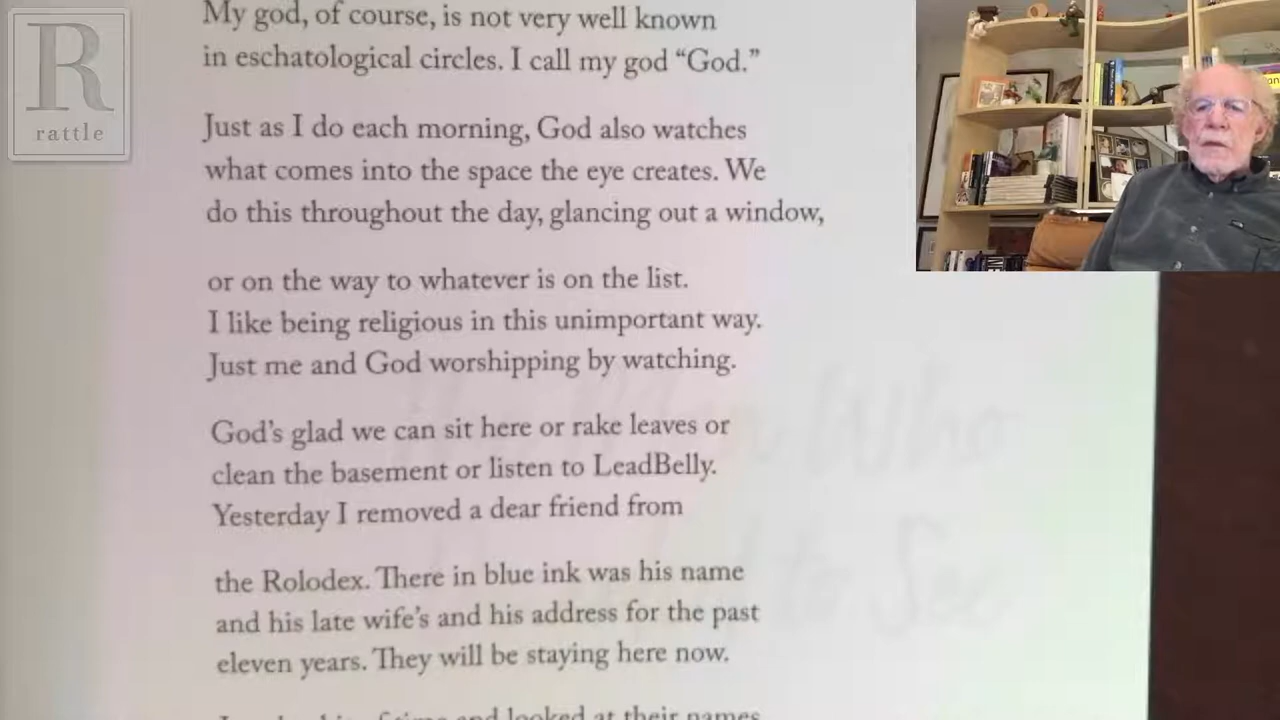 R
rattle
My god, of course, is not very well known
in eschatological circles. I call my god “God.”
Just as I do each morning, God also watches
what comes into the space the eye creates. We
do this throughout the day, glancing out a window,
or on the way to whatever is on the list.
I like being religious in this unimportant way.
Just me and God worshipping by watching.
God’s glad we can sit here or rake leaves or
clean the basement or listen to LeadBelly.
Yesterday I removed a dear friend from
the Rolodex. There in blue ink was his name
and his late wife’s and his address for the past
eleven years. They will be staying here now.
and looked at their names